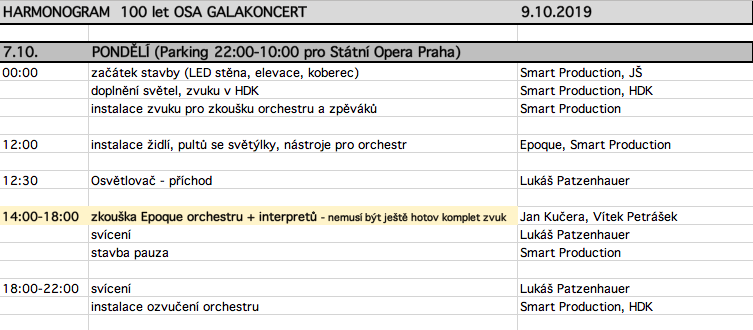 HARMONOGRAM 100 let OSA GALAKONCERT 9.10.2019
7.10. PONDĚLÍ (Parking 22:00-10:00 pro Státní Opera Praha)
00:00 začátek stavby (LED stěna, elevace, koberec) Smart Production, JŠ
doplnění světel, zvuku v HDK Smart Production, HDK
instalace zvuku pro zkoušku orchestru a zpěváků Smart Production
12:00 instalace židlí, pultů se světýlky, nástroje pro orchestr Epoque, Smart Production
12:30 Osvětlovač - příchod Lukáš Patzenhauer
14:00-18:00 zkouška Epoque orchestru + interpretů - nemusí být ještě hotov komplet zvuk Jan Kučera, Vítek Petrášek
svícení Lukáš Patzenhauer
stavba pauza Smart Production
18:00-22:00 svícení Lukáš Patzenhauer
instalace ozvučení orchestru Smart Production, HDK